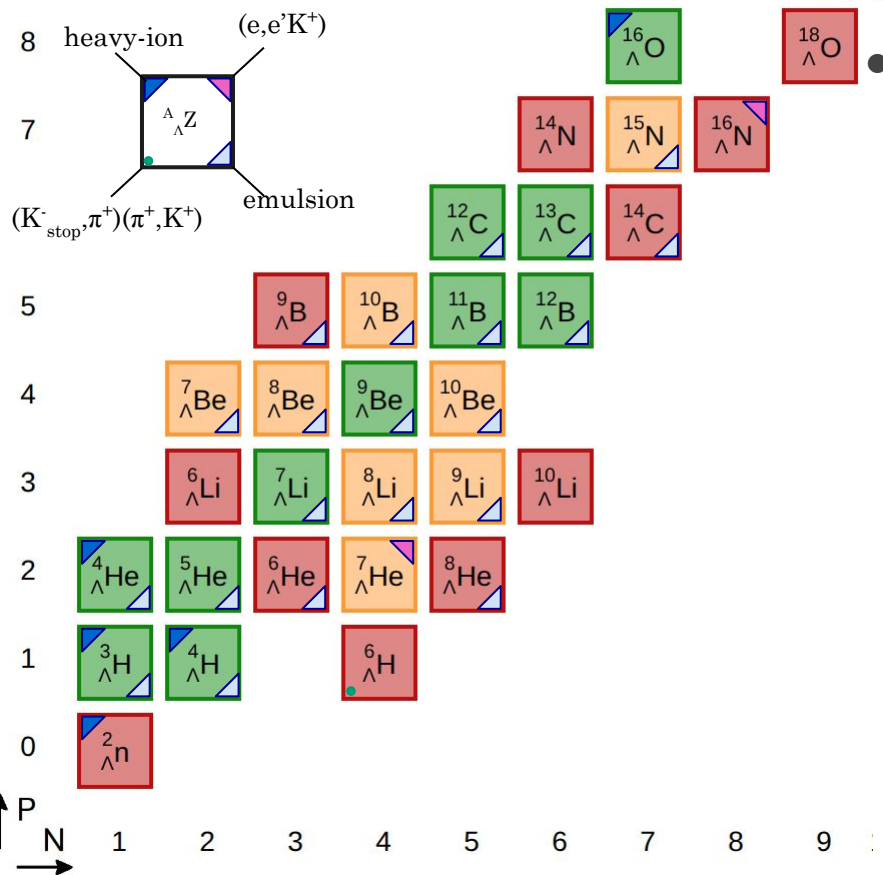 8 heavy-ion (e,e’K⁺) ¹⁶ΛO ¹⁸ΛO
7 ᴬΛZ ¹⁴ΛN ¹⁵ΛN ¹⁶ΛN
(K⁻stop,π⁺)(π⁺,K⁺) emulsion ¹²ΛC ¹³ΛC ¹⁴ΛC
5 ⁹ΛB ¹⁰ΛB ¹¹ΛB ¹²ΛB
4 ⁷ΛBe ⁸ΛBe ⁹ΛBe ¹⁰ΛBe
3 ⁶ΛLi ⁷ΛLi ⁸ΛLi ⁹ΛLi ¹⁰ΛLi
2 ⁴ΛHe ⁵ΛHe ⁶ΛHe ⁷ΛHe ⁸ΛHe
1 ³ΛH ⁴ΛH ⁶ΛH
0 ²Λn
P
N 1 2 3 4 5 6 7 8 9